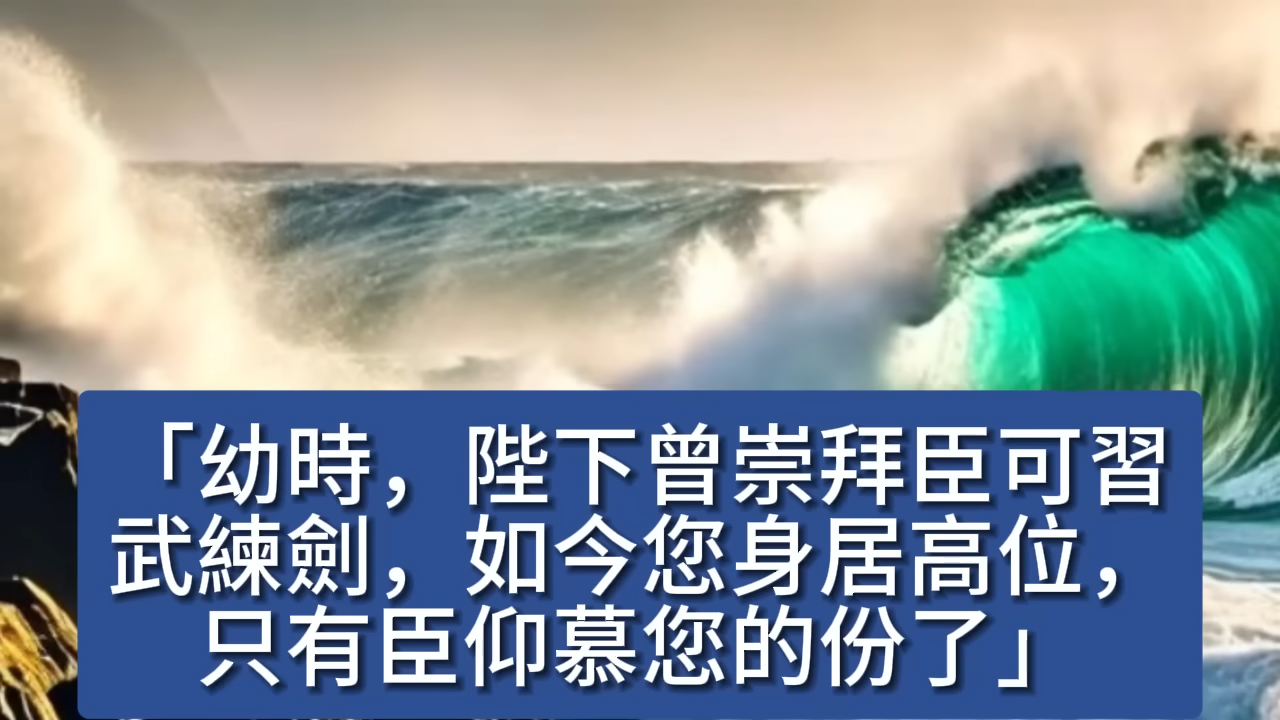 「幼時，陛下曾崇拜臣可習
武練劍，如今您身居高位，
只有臣仰慕您的份了」